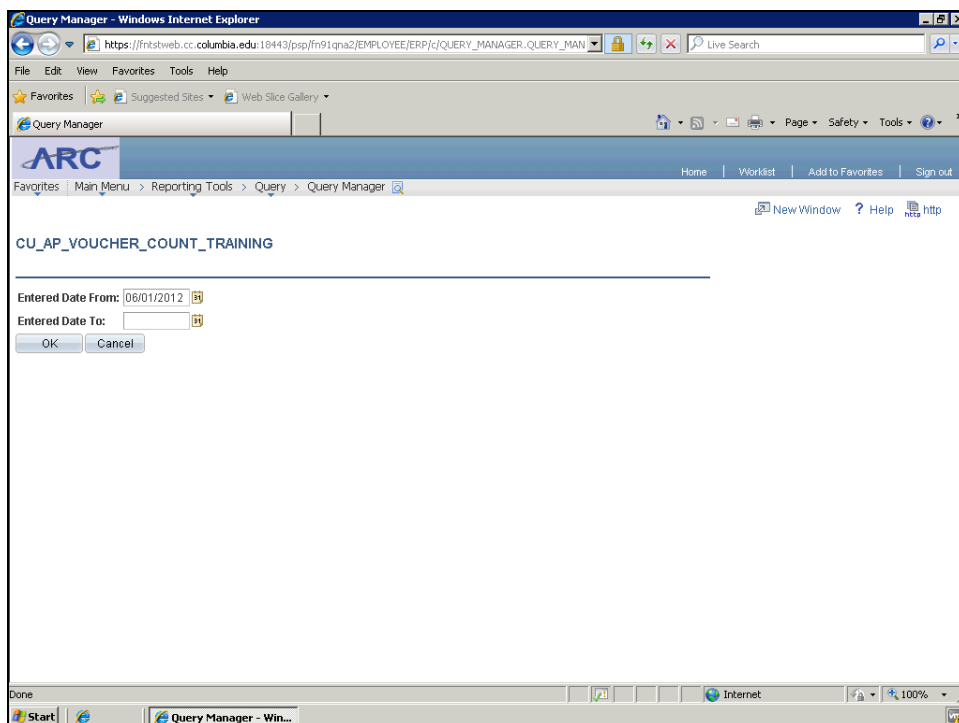 Query Manager - Windows Internet Explorer
https://fntstweb.cc.columbia.edu:18443/psp/fn91qna2/EMPLOYEE/ERP/c/QUERY_MANAGER.QUERY_MAN
Live Search
File Edit View Favorites Tools Help
Favorites Suggested Sites Web Slice Gallery
Query Manager
Page Safety Tools
ARC
Home | Worklist | Add to Favorites | Sign out
Favorites Main Menu > Reporting Tools > Query > Query Manager
New Window ? Help http
CU_AP_VOUCHER_COUNT_TRAINING
Entered Date From: 06/01/2012 31
Entered Date To: 31
OK Cancel
Done Internet 100%
Start Query Manager - Win...